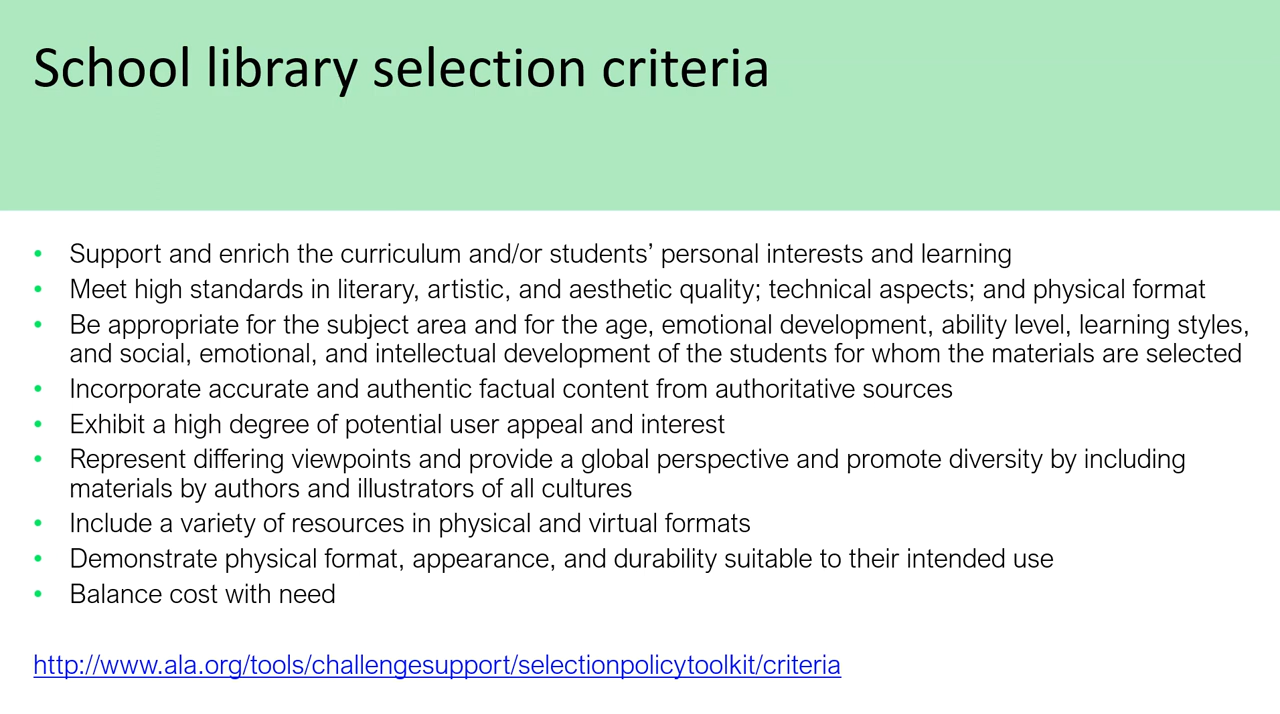 School library selection criteria
• Support and enrich the curriculum and/or students’ personal interests and learning
• Meet high standards in literary, artistic, and aesthetic quality; technical aspects; and physical format
• Be appropriate for the subject area and for the age, emotional development, ability level, learning styles,
and social, emotional, and intellectual development of the students for whom the materials are selected
• Incorporate accurate and authentic factual content from authoritative sources
• Exhibit a high degree of potential user appeal and interest
• Represent differing viewpoints and provide a global perspective and promote diversity by including
materials by authors and illustrators of all cultures
• Include a variety of resources in physical and virtual formats
• Demonstrate physical format, appearance, and durability suitable to their intended use
• Balance cost with need
http://www.ala.org/tools/challengesupport/selectionpolicytoolkit/criteria